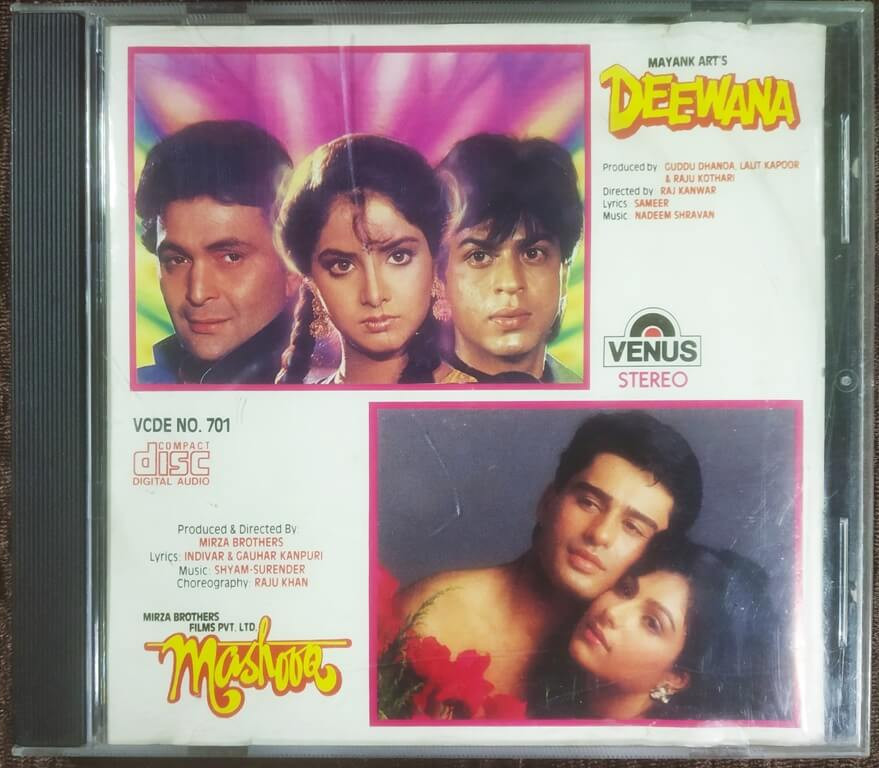 MAYANK ART'S
DEEWANA
Produced by: GUDDU DHANOA, LALIT KAPOOR
& RAJU KOTHARI
Directed by: RAJ KANWAR
Lyrics: SAMEER
Music: NADEEM SHRAVAN
VENUS
STEREO
VCDE NO. 701
COMPACT
disc
DIGITAL AUDIO
Produced & Directed By:
MIRZA BROTHERS
Lyrics: INDIVAR & GAUHAR KANPURI
Music: SHYAM-SURENDER
Choreography: RAJU KHAN
MIRZA BROTHERS
FILMS PVT. LTD.
Mashooq